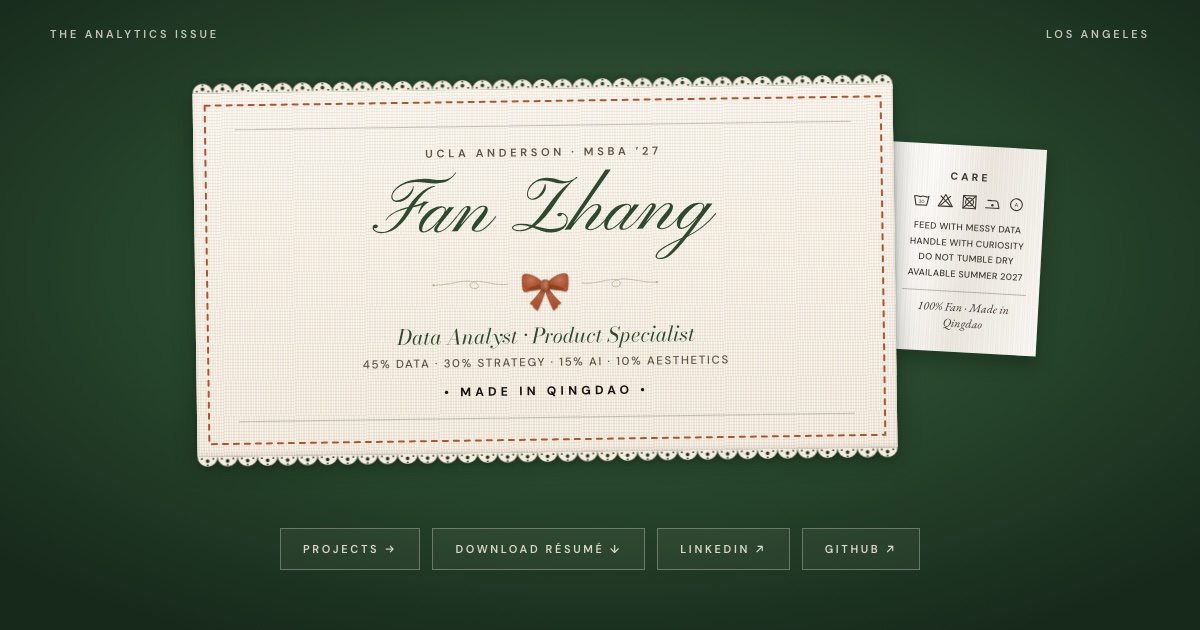 THE ANALYTICS ISSUE
LOS ANGELES
UCLA ANDERSON · MSBA ’27
Fan Zhang
Data Analyst · Product Specialist
45% DATA · 30% STRATEGY · 15% AI · 10% AESTHETICS
• MADE IN QINGDAO •
CARE
30
A
FEED WITH MESSY DATA
HANDLE WITH CURIOSITY
DO NOT TUMBLE DRY
AVAILABLE SUMMER 2027
100% Fan · Made in
Qingdao
PROJECTS →
DOWNLOAD RÉSUMÉ ↓
LINKEDIN ↗
GITHUB ↗